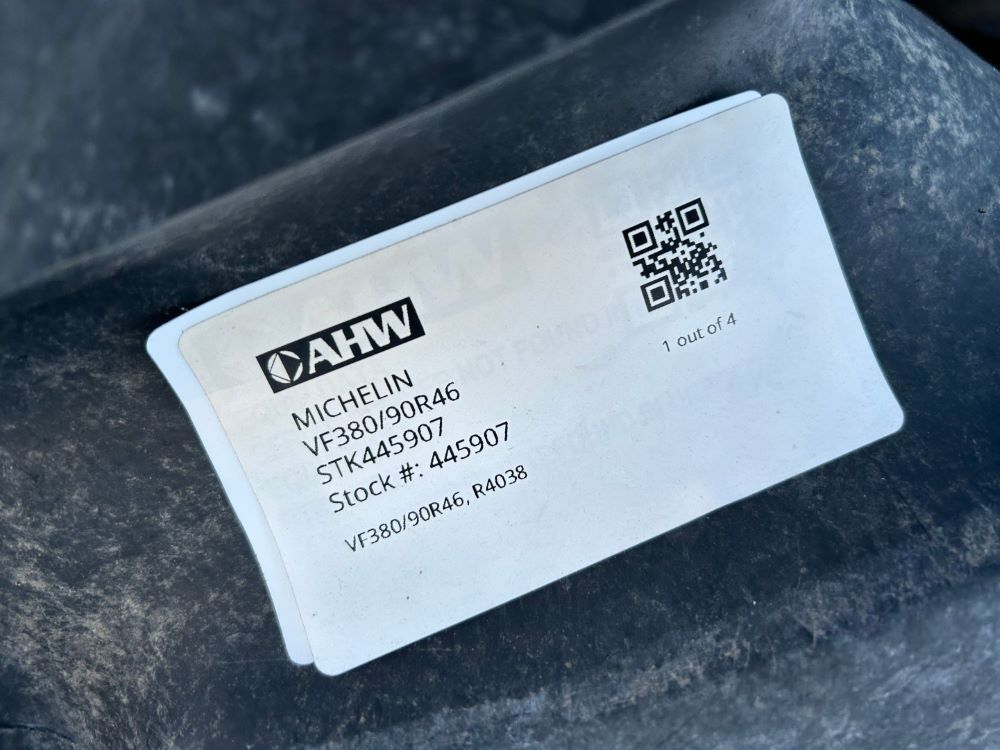 AHW
MICHELIN
VF380/90R46
STK445907
Stock #: 445907
VF380/90R46, R4038
1 out of 4